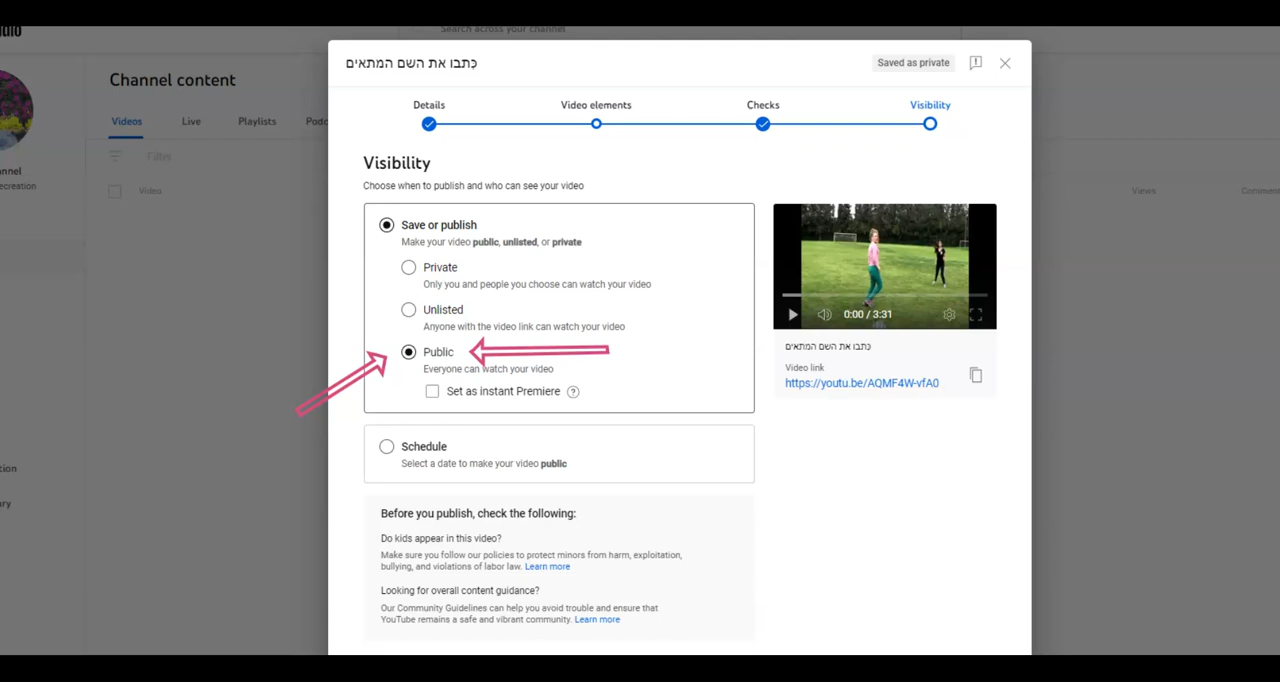 Search across your channel
כתבו את השם המתאים
Saved as private
Channel content
Details
Video elements
Checks
Visibility
Videos
Live
Playlists
Filter
Video
Views
Visibility
Choose when to publish and who can see your video
Save or publish
Make your video public, unlisted, or private
Private
Only you and people you choose can watch your video
Unlisted
Anyone with the video link can watch your video
Public
Everyone can watch your video
Set as instant Premiere
Schedule
Select a date to make your video public
0:00 / 3:31
כתבו את השם המתאים
Video link
https://youtu.be/AQMF4W-vfA0
Before you publish, check the following:
Do kids appear in this video?
Make sure you follow our policies to protect minors from harm, exploitation,
bullying, and violations of labor law. Learn more
Looking for overall content guidance?
Our Community Guidelines can help you avoid trouble and ensure that
YouTube remains a safe and vibrant community. Learn more